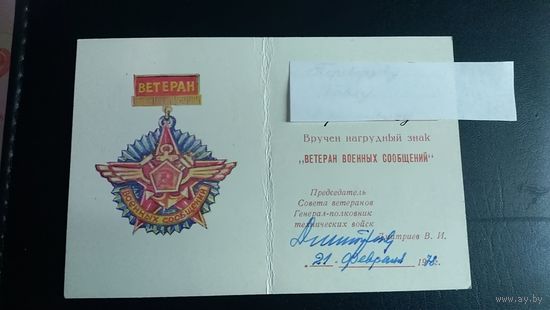 ВЕТЕРАН
ВОЕННЫХ СООБЩЕНИЙ
Вручен нагрудный знак
„ВЕТЕРАН ВОЕННЫХ СООБЩЕНИЙ"
Председатель
Совета ветеранов
Генерал-полковник
технических войск
Дмитриев В. И.
21 февраля 1978г.
www.ay.by